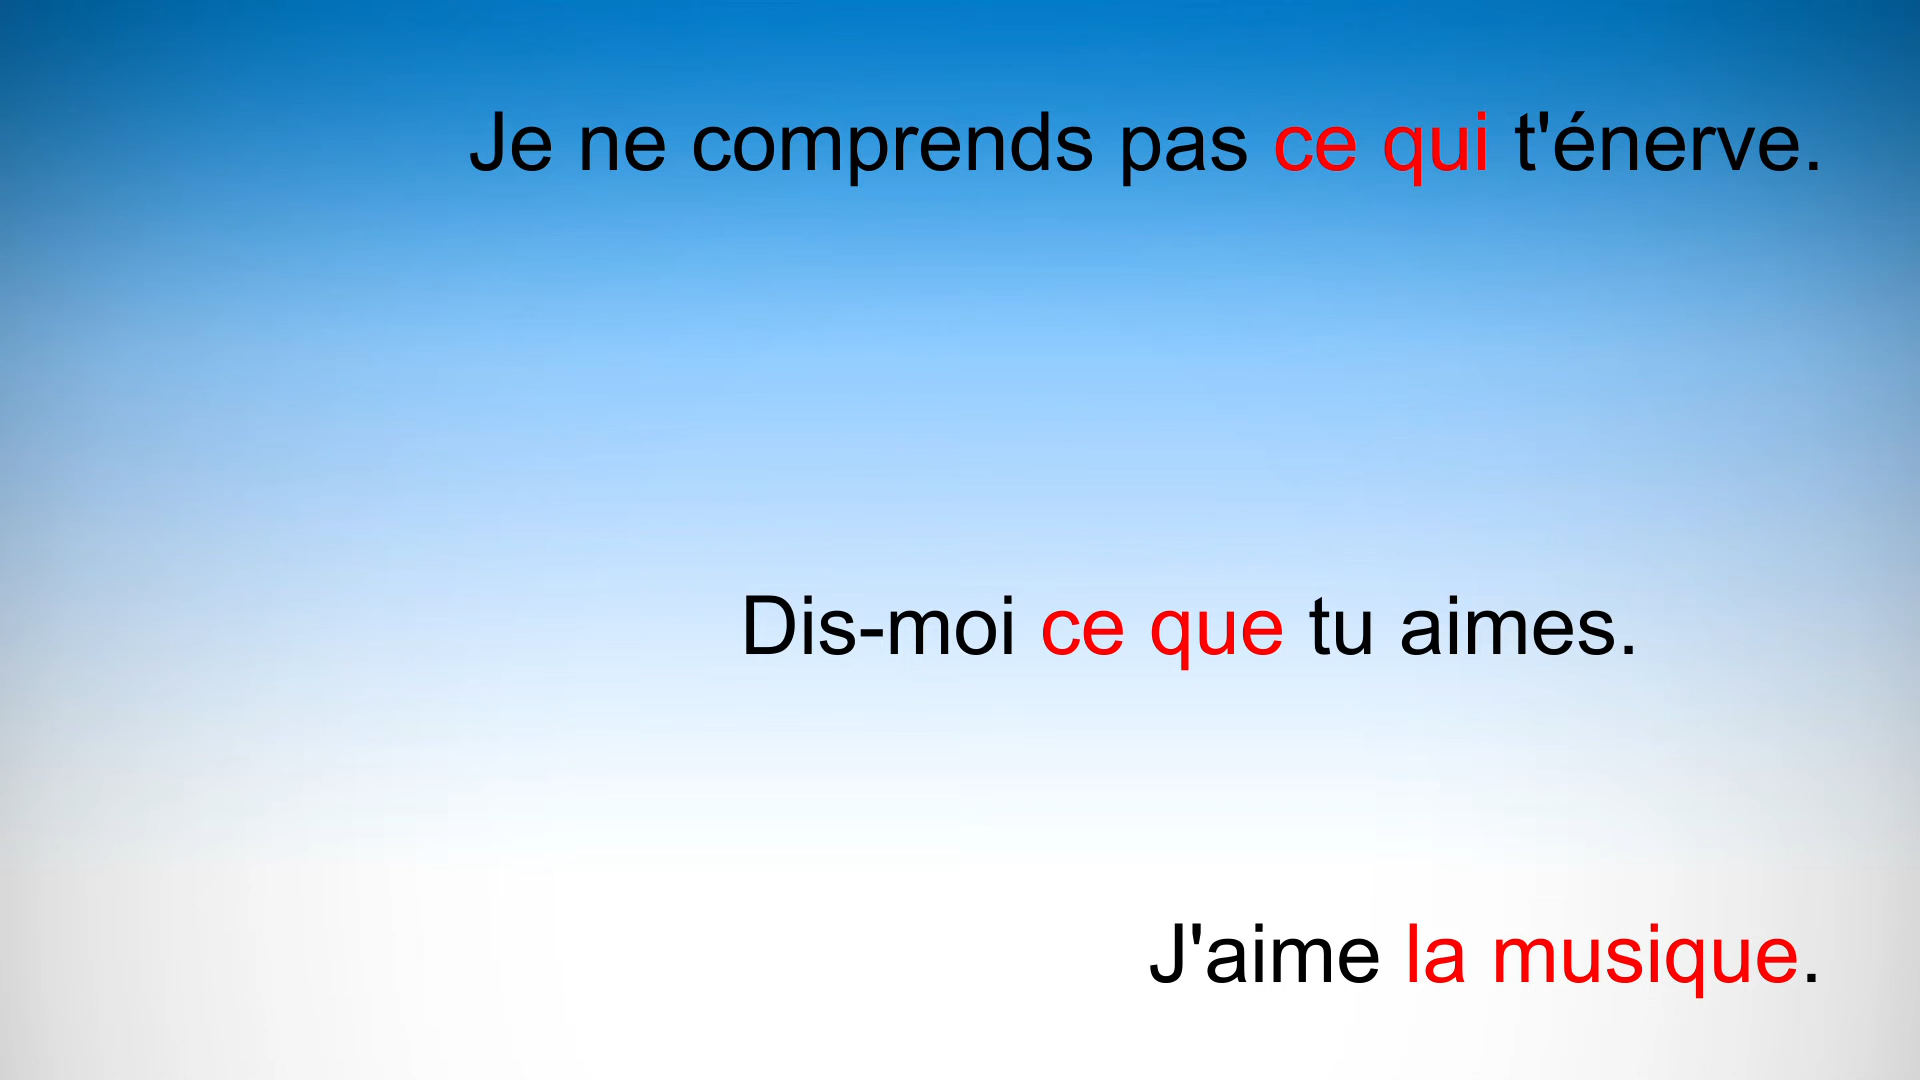 Je ne comprends pas ce qui t'énerve.
Dis-moi ce que tu aimes.
J'aime la musique.